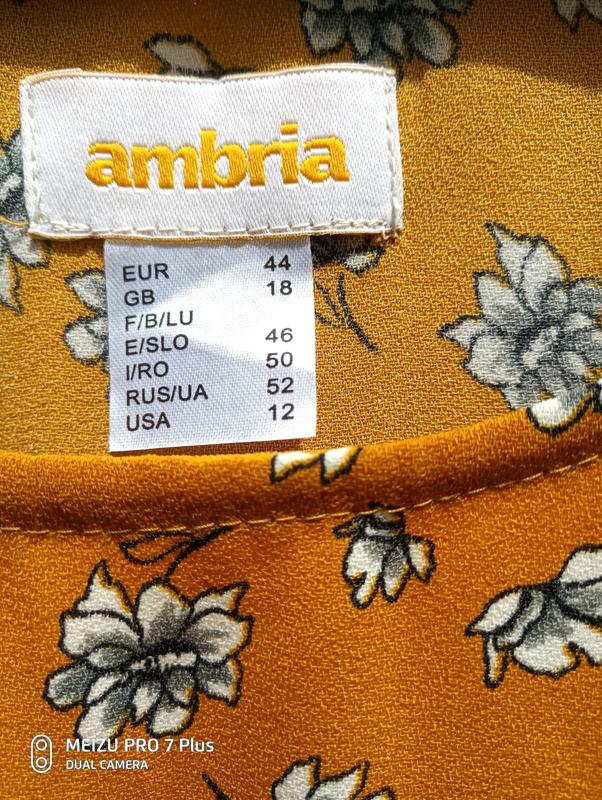 ambria
EUR 44
GB 18
F/B/LU
E/SLO 46
I/RO 50
RUS/UA 52
USA 12
MEIZU PRO 7 Plus
DUAL CAMERA